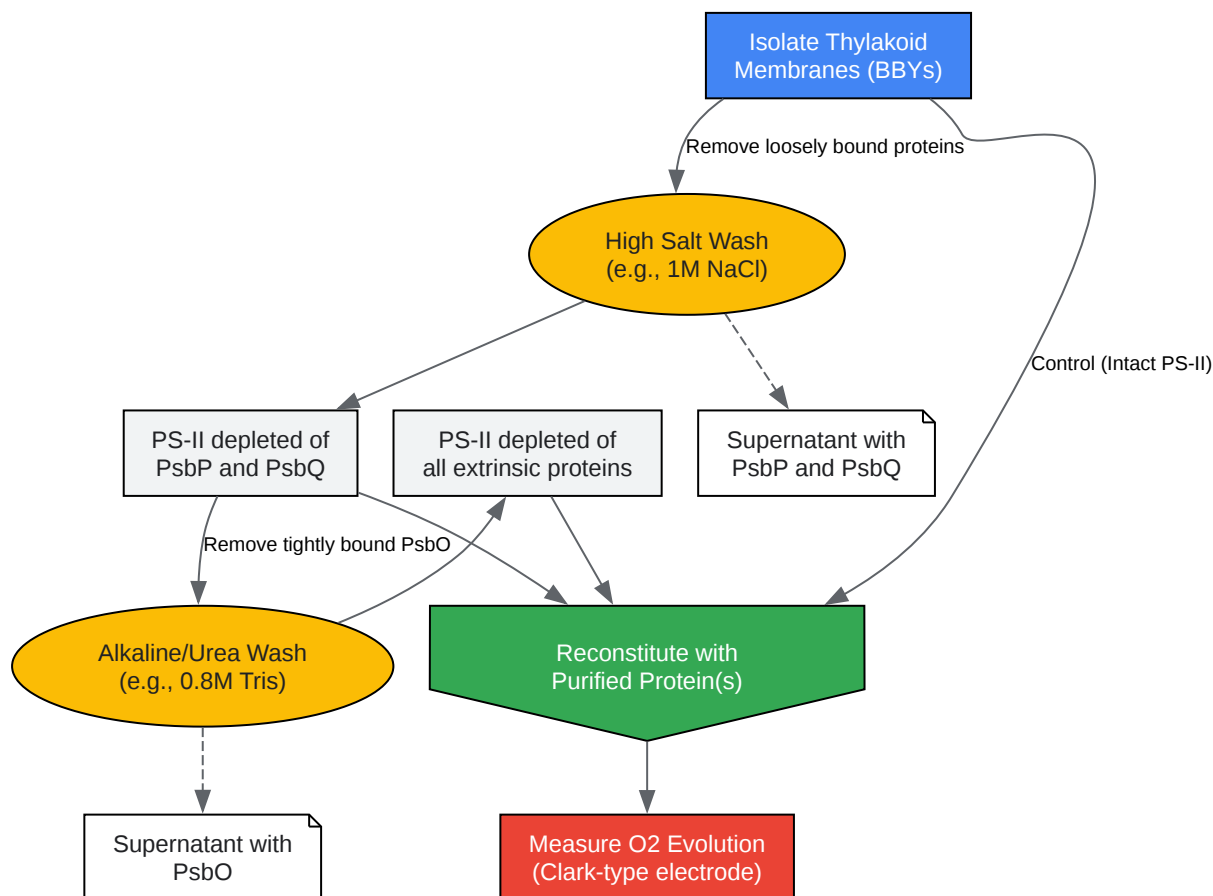 Isolate Thylakoid
Membranes (BBYs)
Remove loosely bound proteins
High Salt Wash
(e.g., 1M NaCl)
Control (Intact PS-II)
PS-II depleted of
PsbP and PsbQ
PS-II depleted of
all extrinsic proteins
Supernatant with
PsbP and PsbQ
Remove tightly bound PsbO
Alkaline/Urea Wash
(e.g., 0.8M Tris)
Reconstitute with
Purified Protein(s)
Supernatant with
PsbO
Measure O2 Evolution
(Clark-type electrode)